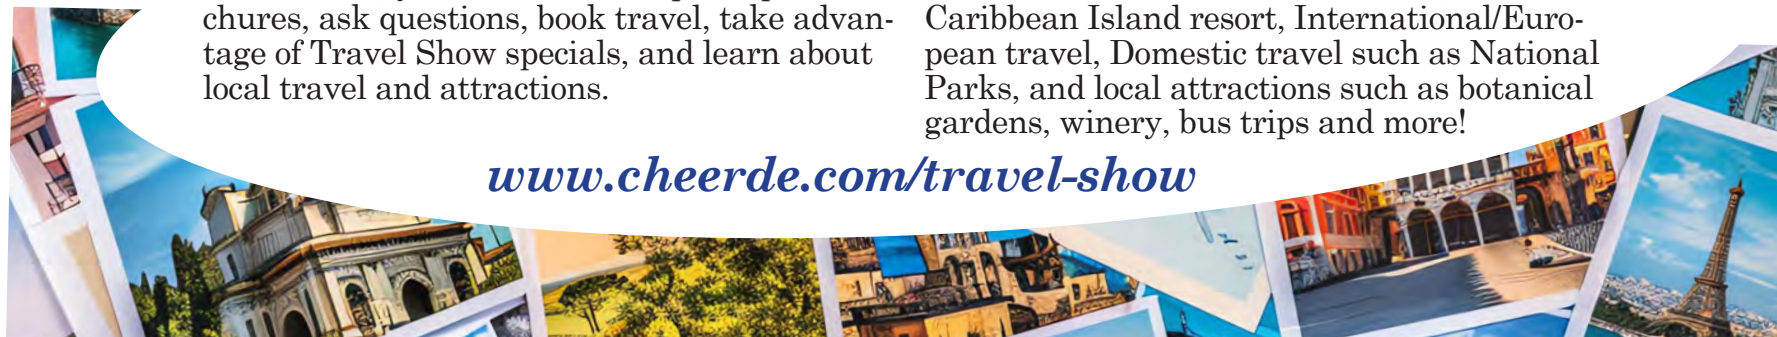 chures, ask questions, book travel, take advan-
tage of Travel Show specials, and learn about
local travel and attractions.
Caribbean Island resort, International/Euro-
pean travel, Domestic travel such as National
Parks, and local attractions such as botanical
gardens, winery, bus trips and more!
www.cheerde.com/travel-show